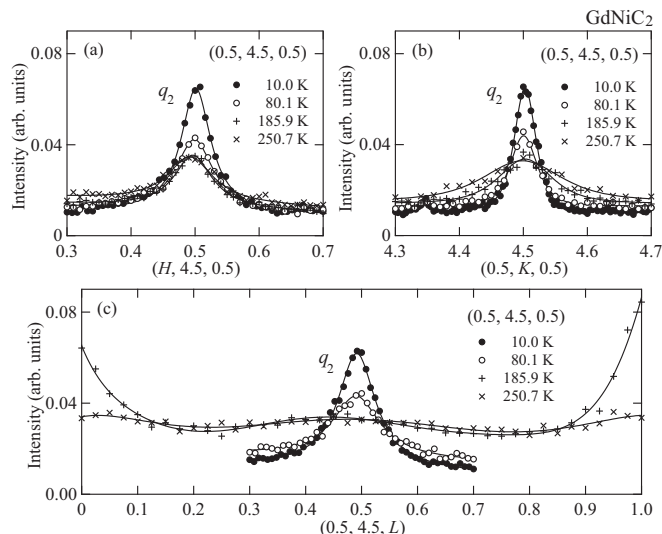 GdNiC2
(a)
(0.5, 4.5, 0.5)
q2
10.0 K
80.1 K
185.9 K
250.7 K
Intensity (arb. units)
0.08
0.04
0
0.3 0.4 0.5 0.6 0.7
(H, 4.5, 0.5)
(b)
(0.5, 4.5, 0.5)
q2
10.0 K
80.1 K
185.9 K
250.7 K
Intensity (arb. units)
0.08
0.04
0
4.3 4.4 4.5 4.6 4.7
(0.5, K, 0.5)
(c)
(0.5, 4.5, 0.5)
q2
10.0 K
80.1 K
185.9 K
250.7 K
Intensity (arb. units)
0.08
0.04
0.00
0 0.1 0.2 0.3 0.4 0.5 0.6 0.7 0.8 0.9 1.0
(0.5, 4.5, L)